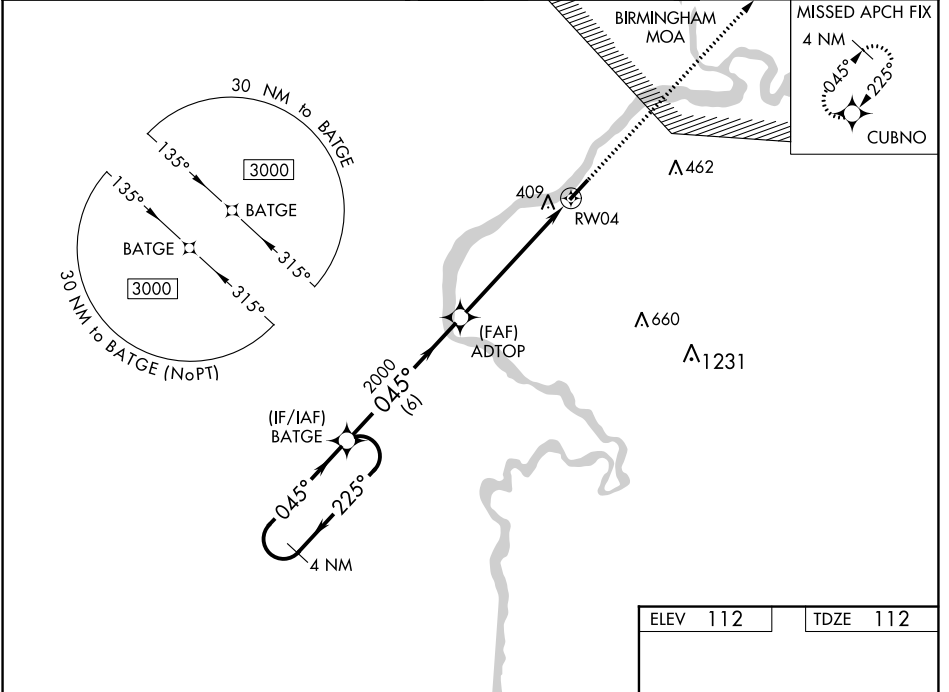 BIRMINGHAM
MOA
MISSED APCH FIX
4 NM
045°
225°
CUBNO
30 NM to BATGE
135°
3000
BATGE
315°
135°
BATGE
3000
315°
30 NM to BATGE (NoPT)
462
409
RW04
660
1231
(FAF)
ADTOP
2000
045°
(6)
(IF/IAF)
BATGE
045°
225°
4 NM
ELEV 112
TDZE 112